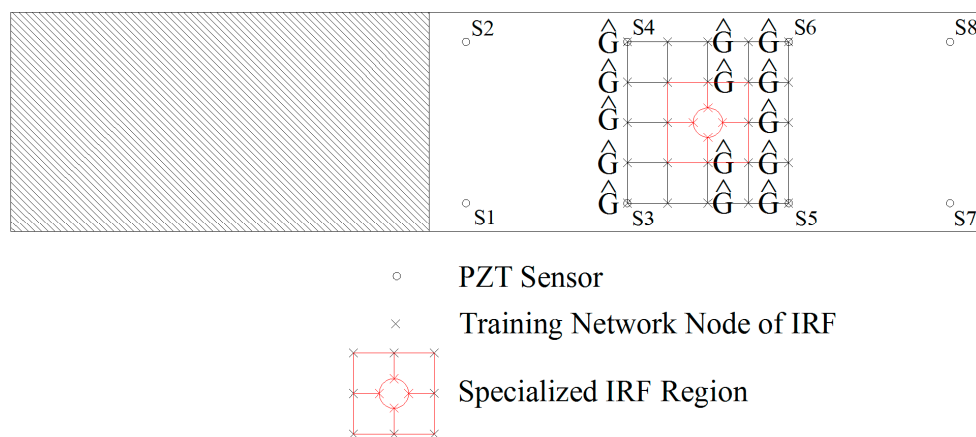 S2 Ĝ S4 Ĝ Ĝ S6 S8
Ĝ Ĝ
Ĝ Ĝ
Ĝ Ĝ Ĝ
S1 Ĝ S3 Ĝ Ĝ S5 S7
PZT Sensor
Training Network Node of IRF
Specialized IRF Region